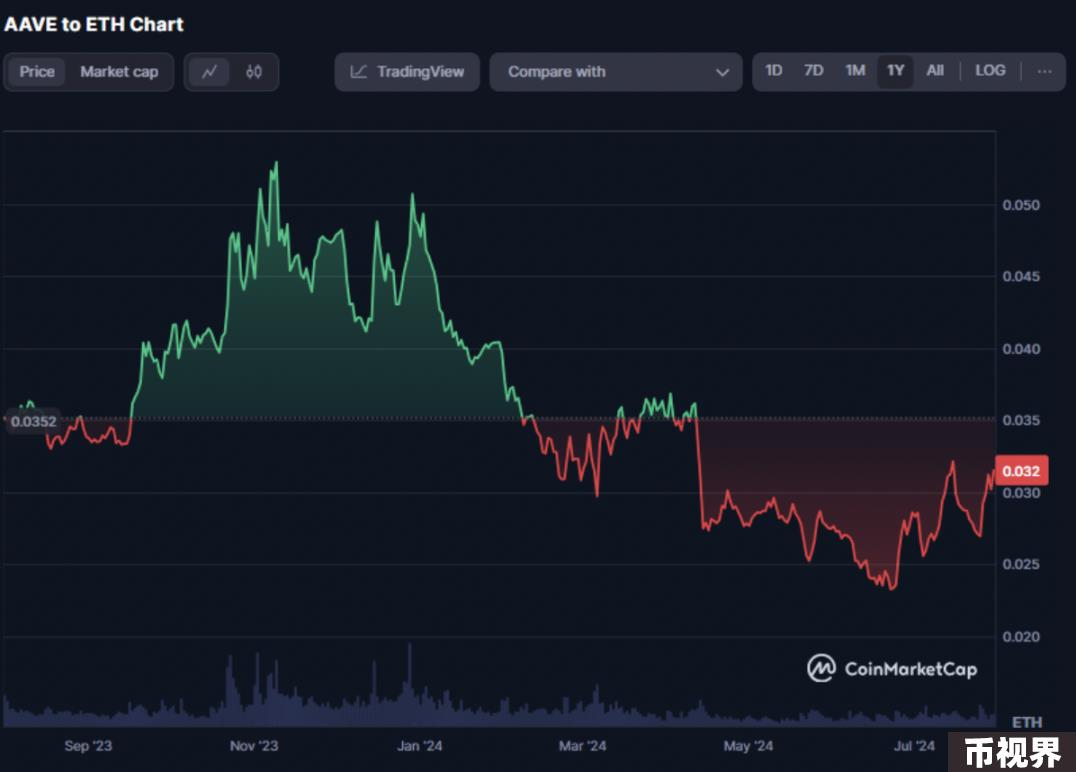 AAVE to ETH Chart
Price Market cap TradingView Compare with 1D 7D 1M 1Y All LOG ...
0.050
0.045
0.040
0.0352 0.035
0.032
0.030
0.025
0.020
CoinMarketCap
ETH
Sep '23 Nov '23 Jan '24 Mar '24 May '24 Jul '24
币视界